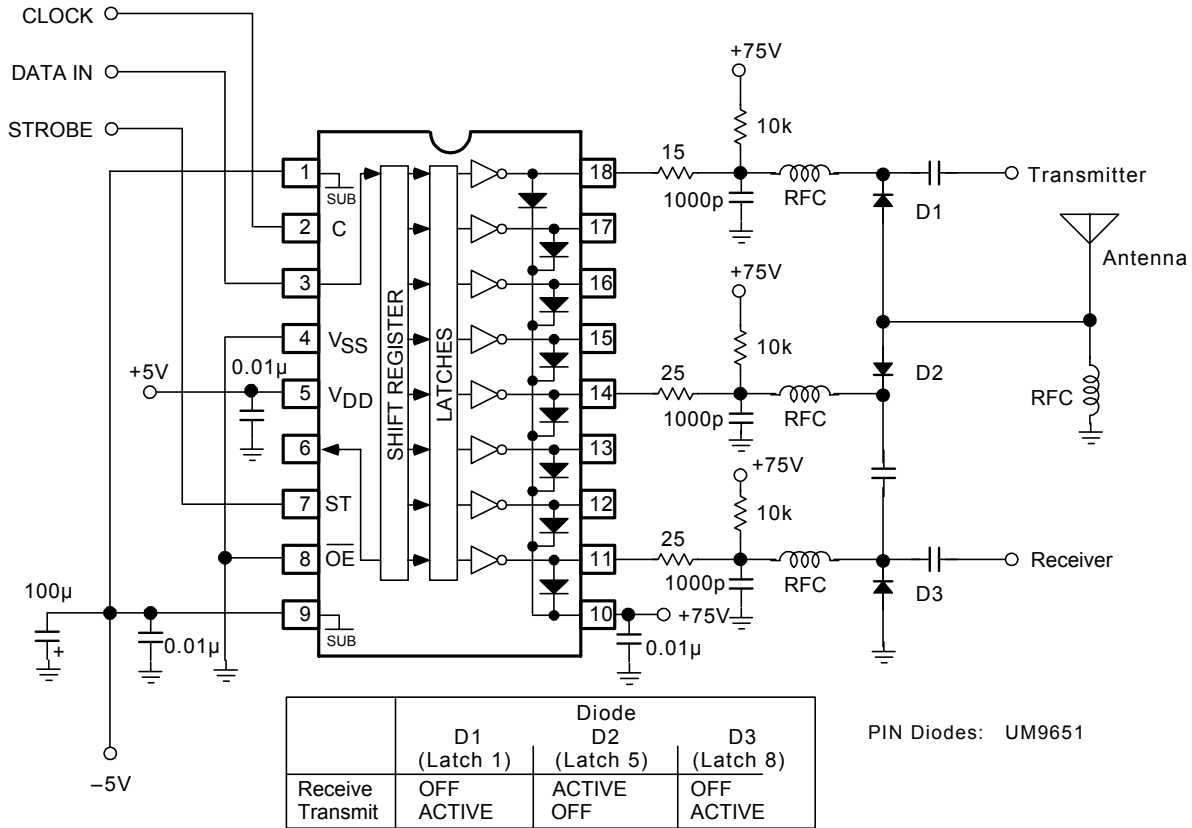 CLOCK
DATA IN
STROBE
+75V
10k
15
1000p
RFC
D1
Transmitter
Antenna
+75V
10k
25
1000p
RFC
D2
RFC
+75V
10k
25
1000p
RFC
D3
Receiver
1
SUB
2
C
3
4
VSS
+5V
0.01µ
5
VDD
6
7
ST
8
OE
100µ
+
0.01µ
9
SUB
–5V
SHIFT REGISTER
LATCHES
18
17
16
15
14
13
12
11
10
+75V
0.01µ
Diode
D1 D2 D3
(Latch 1) (Latch 5) (Latch 8)
Receive OFF ACTIVE OFF
Transmit ACTIVE OFF ACTIVE
PIN Diodes: UM9651